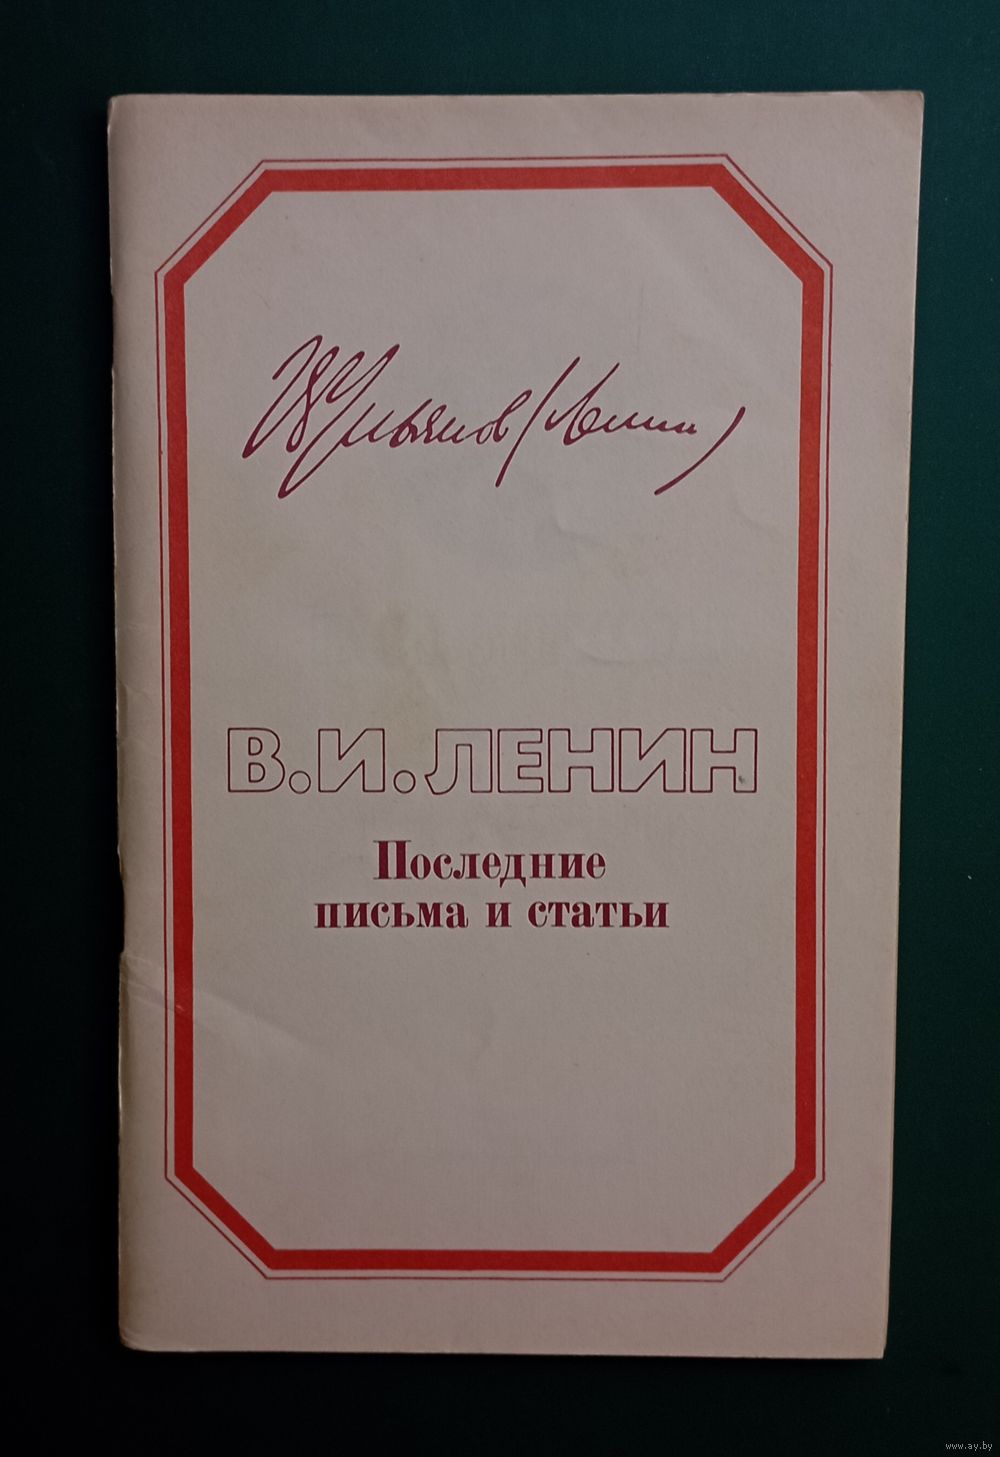 В. Ульянов (Ленин)
В.И.ЛЕНИН
Последние
письма и статьи
www.ay.by